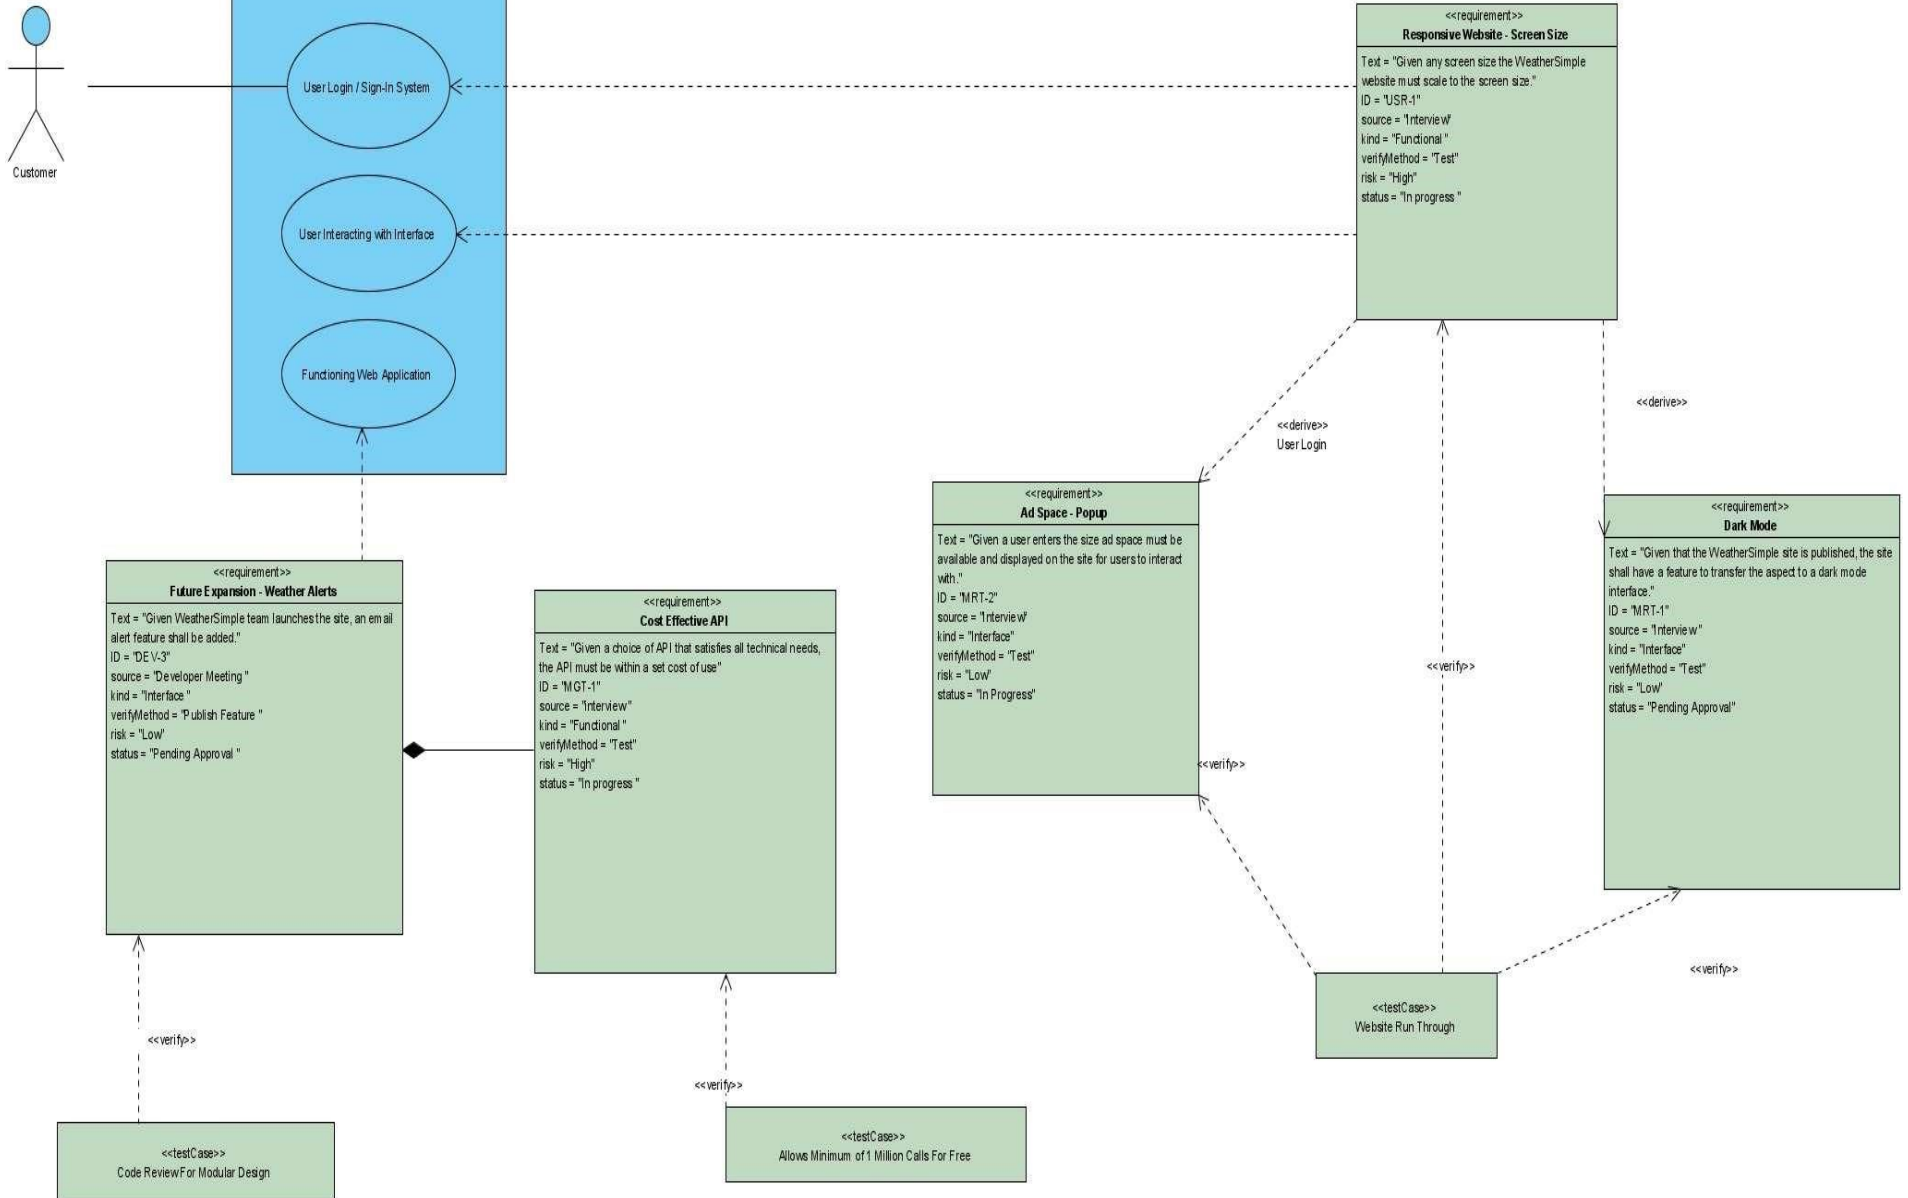 Customer
User Login / Sign-In System
User Interacting with Interface
Functioning Web Application
<<requirement>>
Responsive Website - Screen Size
Text = "Given any screen size the WeatherSimple
website must scale to the screen size."
ID = "USR-1"
source = "Interview"
kind = "Functional "
verifyMethod = "Test"
risk = "High"
status = "In progress "
<<derive>>
User Login
<<derive>>
<<requirement>>
Ad Space - Popup
Text = "Given a user enters the size ad space must be
available and displayed on the site for users to interact
with."
ID = "MRT-2"
source = "Interview"
kind = "Interface"
verifyMethod = "Test"
risk = "Low"
status = "In Progress"
<<requirement>>
Dark Mode
Text = "Given that the WeatherSimple site is published, the site
shall have a feature to transfer the aspect to a dark mode
interface."
ID = "MRT-1"
source = "Interview"
kind = "Interface"
verifyMethod = "Test"
risk = "Low"
status = "Pending Approval"
<<requirement>>
Future Expansion - Weather Alerts
Text = "Given WeatherSimple team launches the site, an email
alert feature shall be added."
ID = "DEV-3"
source = "Developer Meeting "
kind = "Interface "
verifyMethod = "Publish Feature "
risk = "Low"
status = "Pending Approval "
<<requirement>>
Cost Effective API
Text = "Given a choice of API that satisfies all technical needs,
the API must be within a set cost of use"
ID = "MGT-1"
source = "interview"
kind = "Functional "
verifyMethod = "Test"
risk = "High"
status = "In progress "
<<verify>>
<<verify>>
<<verify>>
<<testCase>>
Website Run Through
<<verify>>
<<verify>>
<<testCase>>
Code Review For Modular Design
<<testCase>>
Allows Minimum of 1 Million Calls For Free